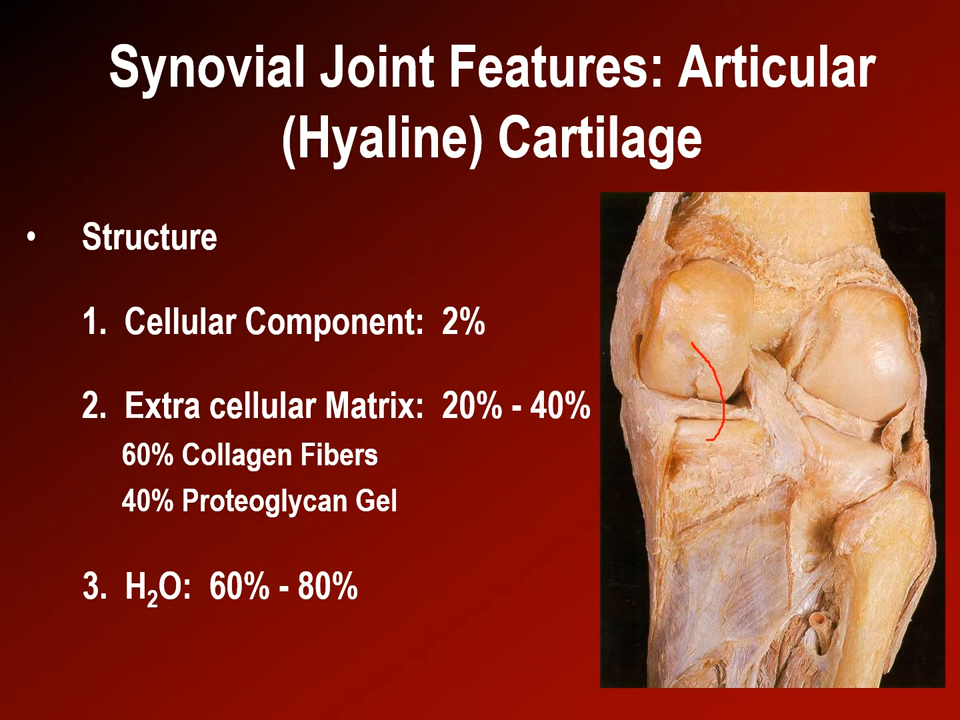 Synovial Joint Features: Articular
(Hyaline) Cartilage
• Structure
1. Cellular Component: 2%
2. Extra cellular Matrix: 20% - 40%
60% Collagen Fibers
40% Proteoglycan Gel
3. H₂O: 60% - 80%